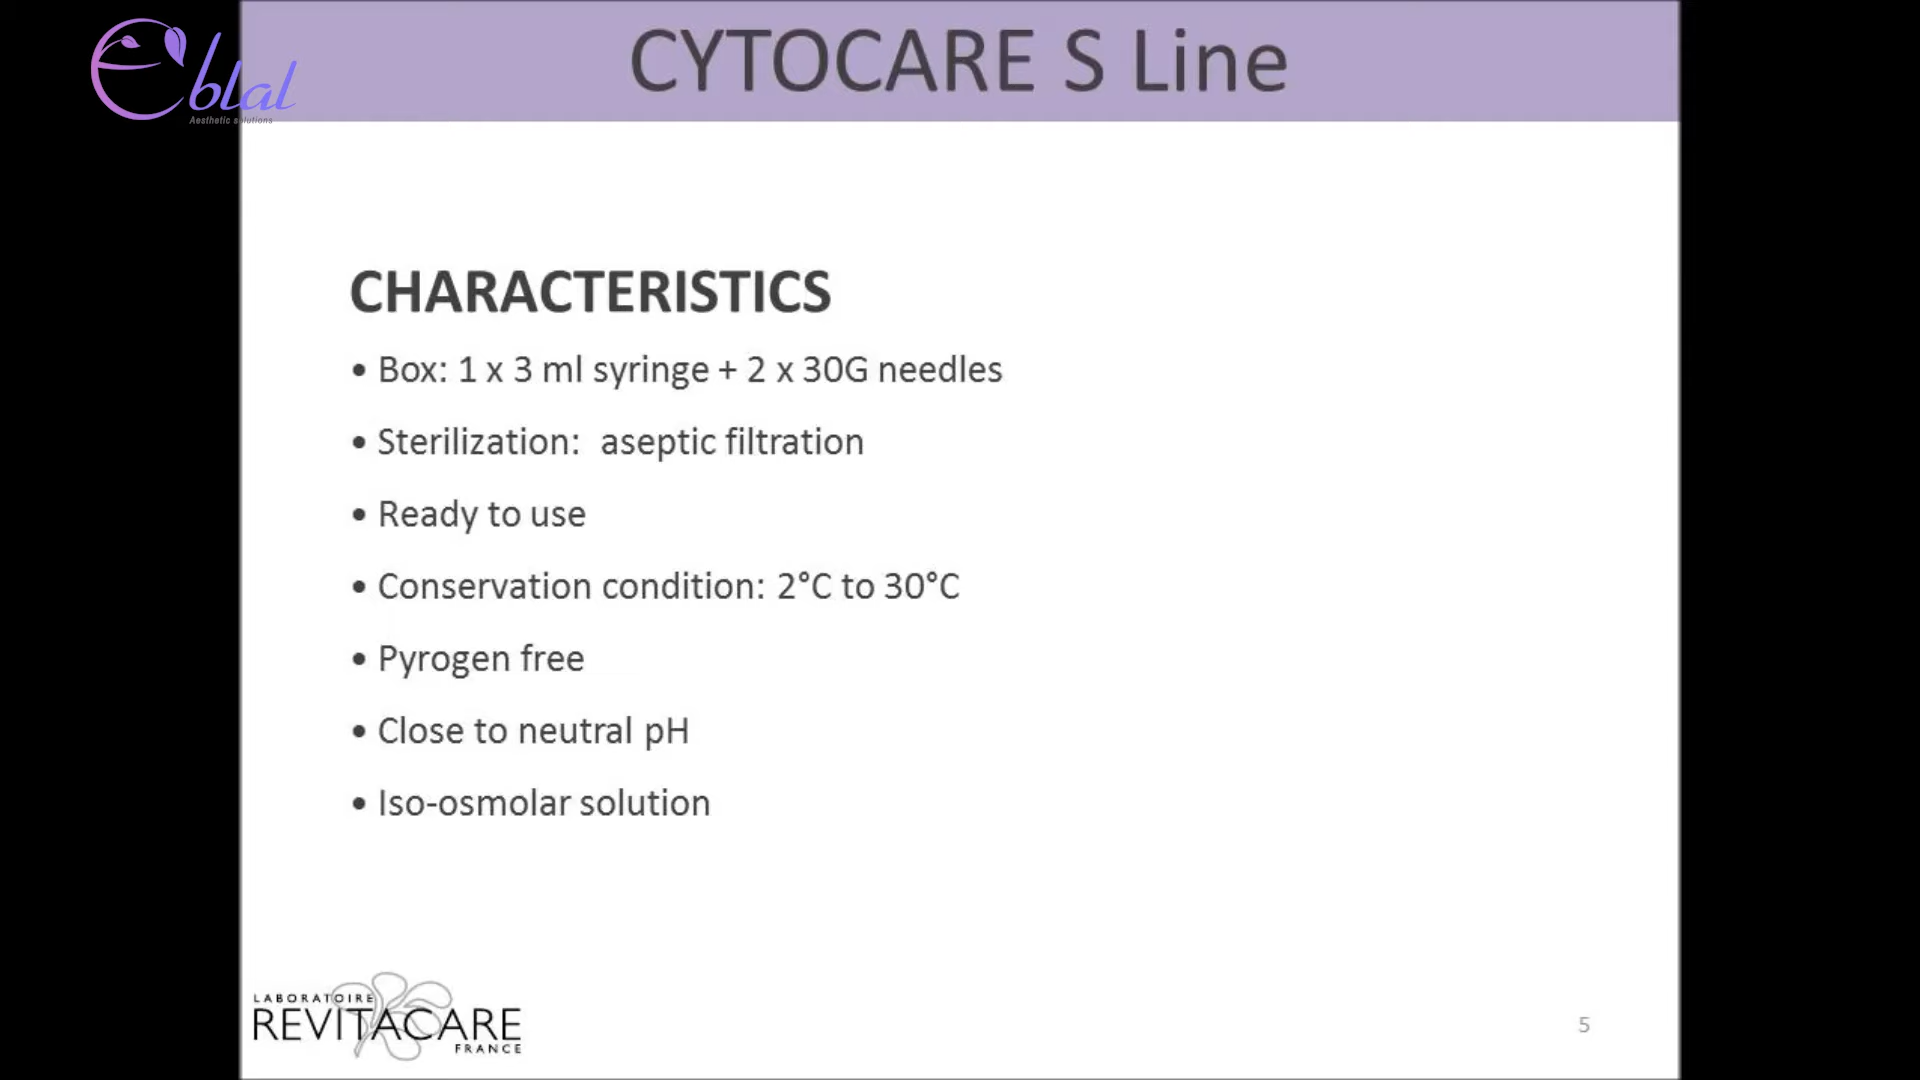 Eblal
Aesthetic solutions
CYTOCARE S Line
CHARACTERISTICS
• Box: 1 x 3 ml syringe + 2 x 30G needles
• Sterilization: aseptic filtration
• Ready to use
• Conservation condition: 2°C to 30°C
• Pyrogen free
• Close to neutral pH
• Iso-osmolar solution
LABORATOIRE
REVITACARE
FRANCE
5